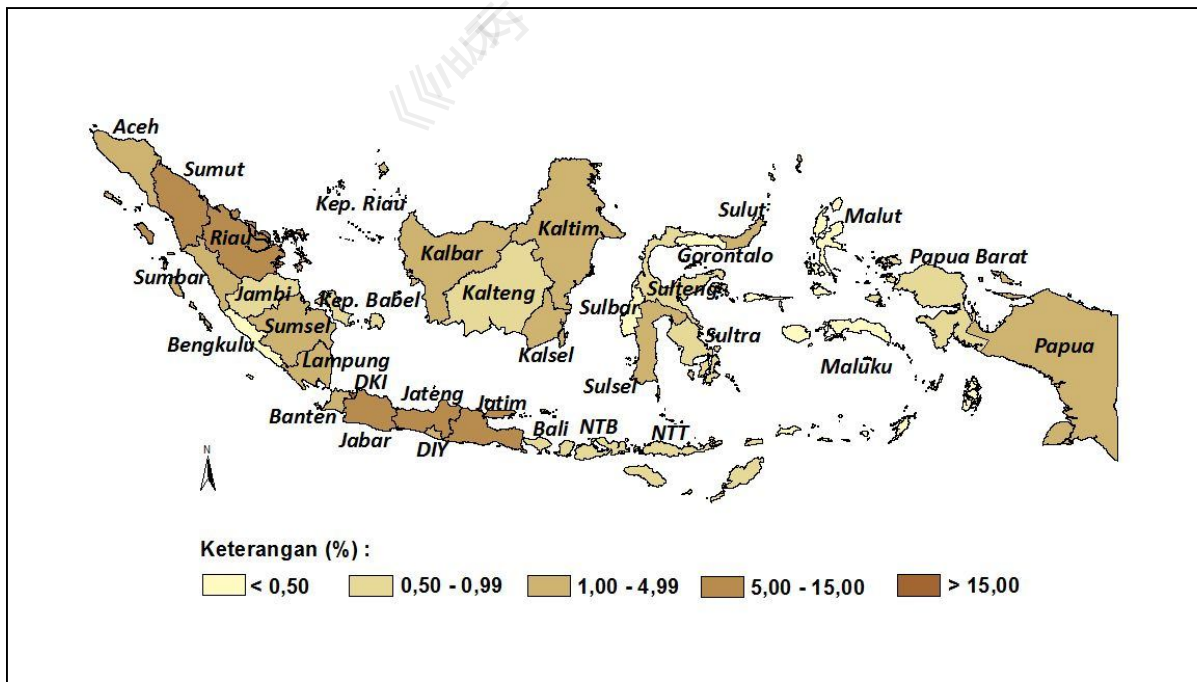 Aceh
Sumut
Kep. Riau
Riau
Sumbar
Jambi
Kep. Babel
Sumsel
Bengkulu
Lampung
DKI
Banten
Jabar
Jateng
DIY
Jatim
Bali
NTB
NTT
Kalbar
Kaltim
Kalteng
Kalsel
Sulut
Gorontalo
Sulteng
Sulbar
Sultra
Sulsel
Malut
Maluku
Papua Barat
Papua
N
Keterangan (%) :
< 0,50 0,50 - 0,99 1,00 - 4,99 5,00 - 15,00 > 15,00